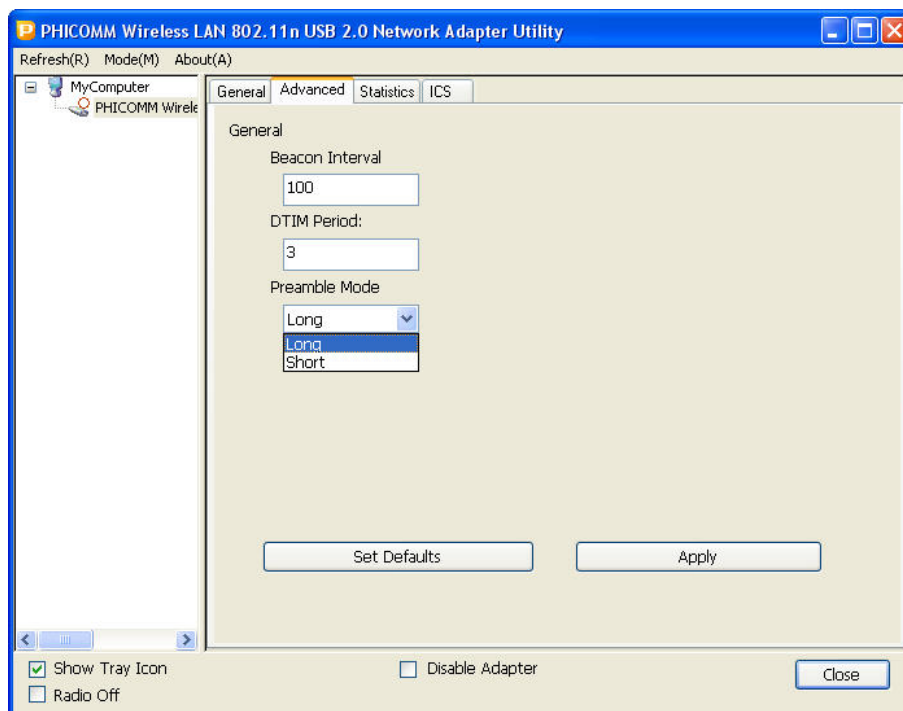 PHICOMM Wireless LAN 802.11n USB 2.0 Network Adapter Utility
Refresh(R) Mode(M) About(A)
MyComputer
PHICOMM Wirele
General Advanced Statistics ICS
General
Beacon Interval
100
DTIM Period:
3
Preamble Mode
Long
Long
Short
Set Defaults Apply
Show Tray Icon Disable Adapter Close
Radio Off